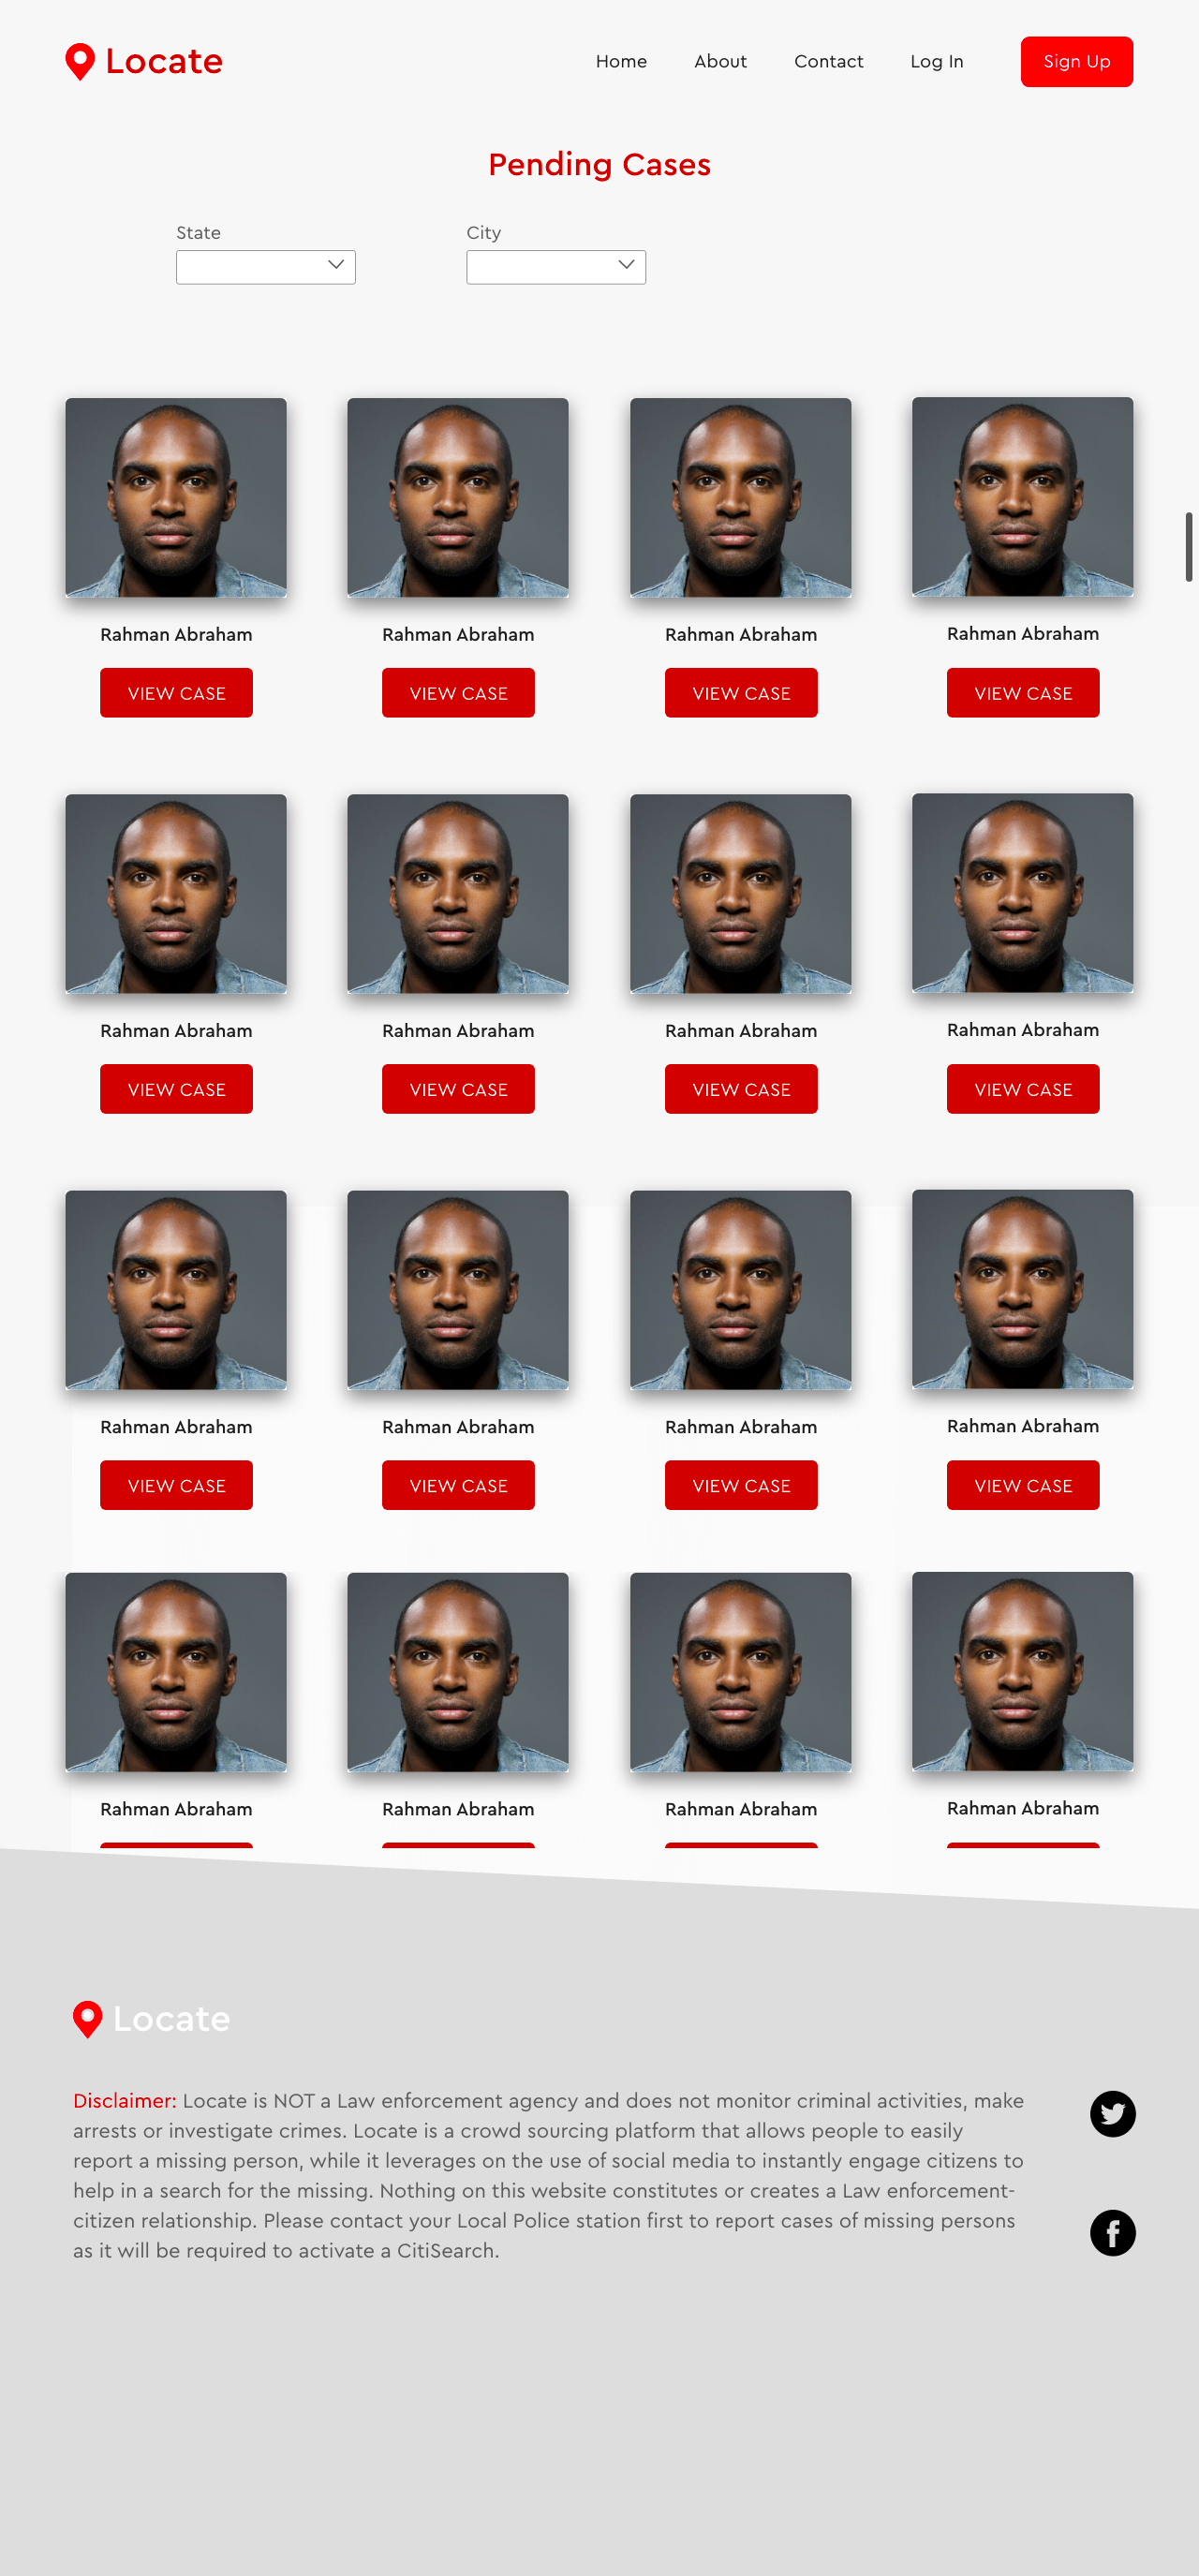 Locate
Home About Contact Log In Sign Up
Pending Cases
State City
Rahman Abraham Rahman Abraham Rahman Abraham Rahman Abraham
VIEW CASE VIEW CASE VIEW CASE VIEW CASE
Rahman Abraham Rahman Abraham Rahman Abraham Rahman Abraham
VIEW CASE VIEW CASE VIEW CASE VIEW CASE
Rahman Abraham Rahman Abraham Rahman Abraham Rahman Abraham
VIEW CASE VIEW CASE VIEW CASE VIEW CASE
Rahman Abraham Rahman Abraham Rahman Abraham Rahman Abraham
Locate
Disclaimer: Locate is NOT a Law enforcement agency and does not monitor criminal activities, make
arrests or investigate crimes. Locate is a crowd sourcing platform that allows people to easily
report a missing person, while it leverages on the use of social media to instantly engage citizens to
help in a search for the missing. Nothing on this website constitutes or creates a Law enforcement-
citizen relationship. Please contact your Local Police station first to report cases of missing persons
as it will be required to activate a CitiSearch.